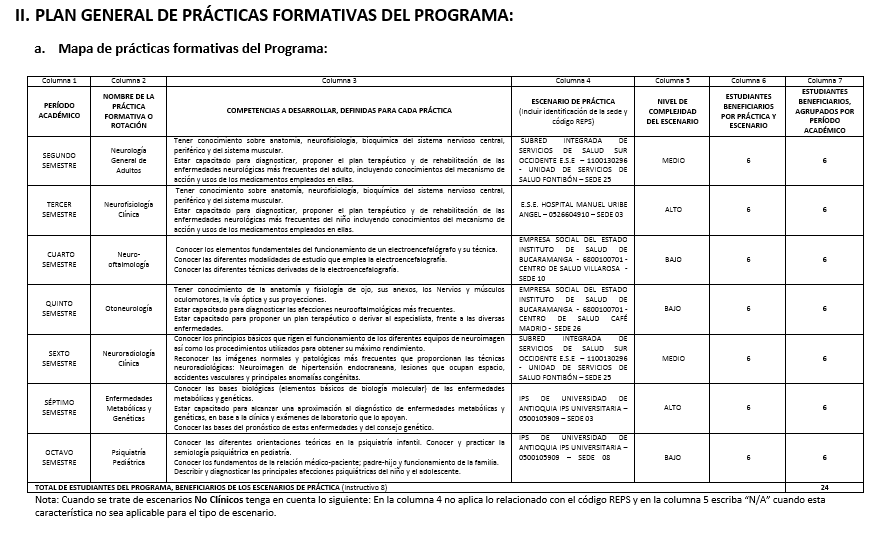 II. PLAN GENERAL DE PRÁCTICAS FORMATIVAS DEL PROGRAMA:
a. Mapa de prácticas formativas del Programa:
Columna 1 Columna 2 Columna 3 Columna 4 Columna 5 Columna 6 Columna 7
PERÍODO ACADÉMICO
NOMBRE DE LA PRÁCTICA FORMATIVA O ROTACIÓN
COMPETENCIAS A DESARROLLAR, DEFINIDAS PARA CADA PRÁCTICA
ESCENARIO DE PRÁCTICA
(Incluir identificación de la sede y código REPS)
NIVEL DE COMPLEJIDAD DEL ESCENARIO
ESTUDIANTES BENEFICIARIOS POR PRÁCTICA Y ESCENARIO
ESTUDIANTES BENEFICIARIOS, AGRUPADOS POR PERÍODO ACADÉMICO
SEGUNDO SEMESTRE
Neurología General de Adultos
Tener conocimiento sobre anatomía, neurofisiología, bioquimica del sistema nervioso central,
periférico y del sistema muscular.
Estar capacitado para diagnosticar, proponer el plan terapéutico y de rehabilitación de las
enfermedades neurológicas más frecuentes del adulto, incluyendo conocimientos del mecanismo de
acción y usos de los medicamentos empleados en ellas.
SUBRED INTEGRADA DE
SERVICIOS DE SALUD SUR
OCCIDENTE E.S.E – 1100130296
- UNIDAD DE SERVICIOS DE
SALUD FONTIBÓN – SEDE 25
MEDIO
6
6
TERCER SEMESTRE
Neurofisiología Clínica
Tener conocimiento sobre anatomía, neurofisiología, bioquímica del sistema nervioso central,
periférico y del sistema muscular.
Estar capacitado para diagnosticar, proponer el plan terapéutico y de rehabilitación de las
enfermedades neurológicas más frecuentes del niño incluyendo conocimientos del mecanismo de
acción y usos de los medicamentos empleados en ellas.
E.S.E. HOSPITAL MANUEL URIBE
ANGEL – 0526604910 – SEDE 03
ALTO
6
6
CUARTO SEMESTRE
Neuro-oftalmología
Conocer los elementos fundamentales del funcionamiento de un electroencefalógrafo y su técnica.
Conocer las diferentes modalidades de estudio que emplea la electroencefalografía.
Conocer las diferentes técnicas derivadas de la electroencefalografía.
EMPRESA SOCIAL DEL ESTADO
INSTITUTO DE SALUD DE
BUCARAMANGA - 6800100701 -
CENTRO DE SALUD VILLAROSA -
SEDE 10
BAJO
6
6
QUINTO SEMESTRE
Otoneurología
Tener conocimiento de la anatomía y fisiología de ojo, sus anexos, los Nervios y músculos
oculomotores, la vía óptica y sus proyecciones.
Estar capacitado para diagnosticar las afecciones neurooftalmológicas más frecuentes.
Estar capacitado para proponer un plan terapéutico o derivar al especialista, frente a las diversas
enfermedades.
EMPRESA SOCIAL DEL ESTADO
INSTITUTO DE SALUD DE
BUCARAMANGA - 6800100701 -
CENTRO DE SALUD CAFÉ
MADRID - SEDE 26
BAJO
6
6
SEXTO SEMESTRE
Neuroradiología Clínica
Conocer los principios básicos que rigen el funcionamiento de los diferentes equipos de neuroimagen
así como los procedimientos utilizados para obtener su máximo rendimiento.
Reconocer las imágenes normales y patológicas más frecuentes que proporcionan las técnicas
neuroradiológicas: Neuroimagen de hipertensión endocraneana, lesiones que ocupan espacio,
accidentes vasculares y principales anomalías congénitas.
SUBRED INTEGRADA DE
SERVICIOS DE SALUD SUR
OCCIDENTE E.S.E – 1100130296
- UNIDAD DE SERVICIOS DE
SALUD FONTIBÓN – SEDE 25
MEDIO
6
6
SÉPTIMO SEMESTRE
Enfermedades Metabólicas y Genéticas
Conocer las bases biológicas (elementos básicos de biología molecular) de las enfermedades
metabólicas y genéticas.
Estar capacitado para alcanzar una aproximación al diagnóstico de enfermedades metabólicas y
genéticas, en base a la clínica y exámenes de laboratorio que lo apoyan.
Conocer las bases del pronóstico de estas enfermedades y del consejo genético.
IPS DE UNIVERSIDAD DE
ANTIOQUIA IPS UNIVERSITARIA –
0500105909 – SEDE 03
ALTO
6
6
OCTAVO SEMESTRE
Psiquiatría Pediátrica
Conocer las diferentes orientaciones teóricas en la psiquiatría infantil. Conocer y practicar la
semiología psiquiátrica en pediatría.
Conocer los fundamentos de la relación médico-paciente; padre-hijo y funcionamiento de la familia.
Describir y diagnosticar las principales afecciones psiquiátricas del niño y el adolescente.
IPS DE UNIVERSIDAD DE
ANTIOQUIA IPS UNIVERSITARIA –
0500105909 – SEDE 08
BAJO
6
6
TOTAL DE ESTUDIANTES DEL PROGRAMA, BENEFICIARIOS DE LOS ESCENARIOS DE PRÁCTICA (Instructivo 8) 24
Nota: Cuando se trate de escenarios No Clínicos tenga en cuenta lo siguiente: En la columna 4 no aplica lo relacionado con el código REPS y en la columna 5 escriba "N/A" cuando esta
característica no sea aplicable para el tipo de escenario.